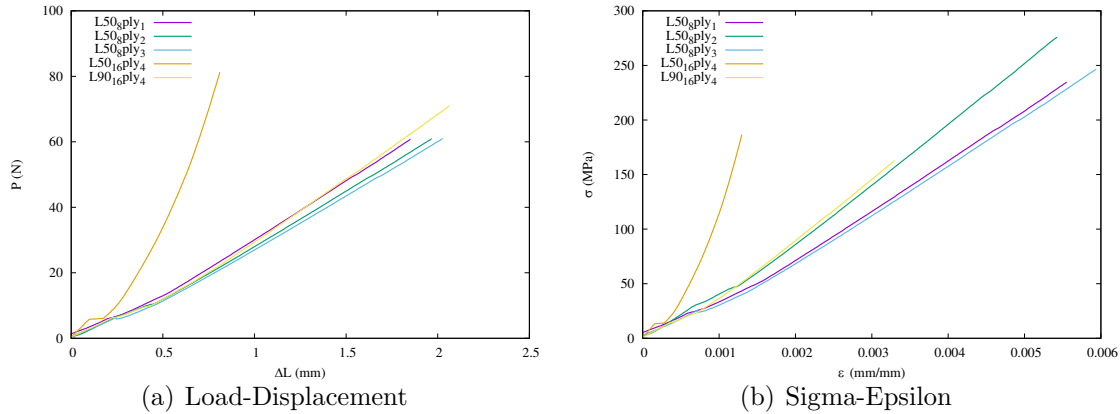 L50₈ply₁
L50₈ply₂
L50₈ply₃
L50₁₆ply₄
L90₁₆ply₄
100
80
60
40
20
0
P (N)
0
0.5
1
1.5
2
2.5
ΔL (mm)
(a) Load-Displacement
L50₈ply₁
L50₈ply₂
L50₈ply₃
L50₁₆ply₄
L90₁₆ply₄
300
250
200
150
100
50
0
σ (MPa)
0
0.001
0.002
0.003
0.004
0.005
0.006
ε (mm/mm)
(b) Sigma-Epsilon